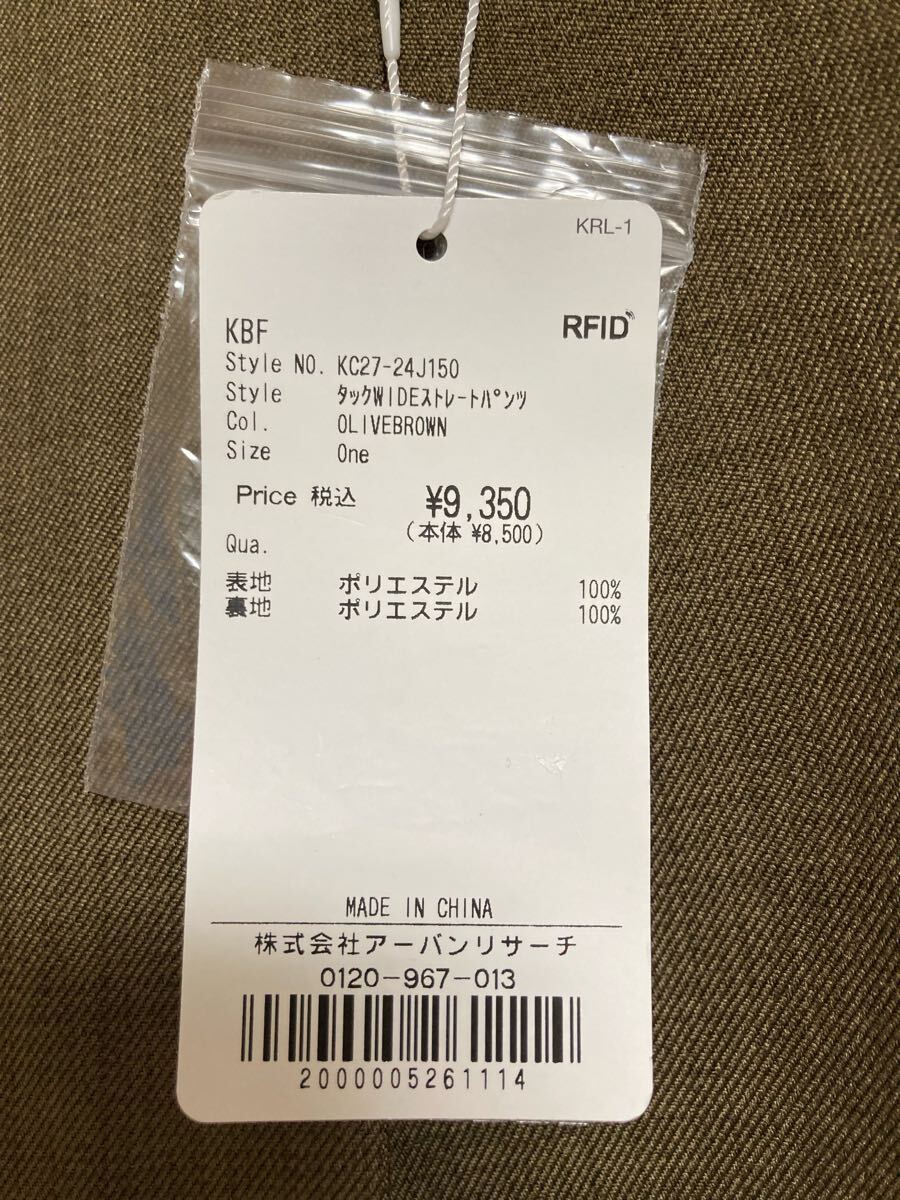 KRL-1
KBF
RFID
Style NO. KC27-24J150
Style ﾀｯｸWIDEｽﾄﾚｰﾄﾊﾟﾝﾂ
Col. OLIVEBROWN
Size One
Price 税込 ¥9,350
(本体 ¥8,500)
Qua.
表地 ポリエステル 100%
裏地 ポリエステル 100%
MADE IN CHINA
株式会社アーバンリサーチ
0120-967-013
2000005261114